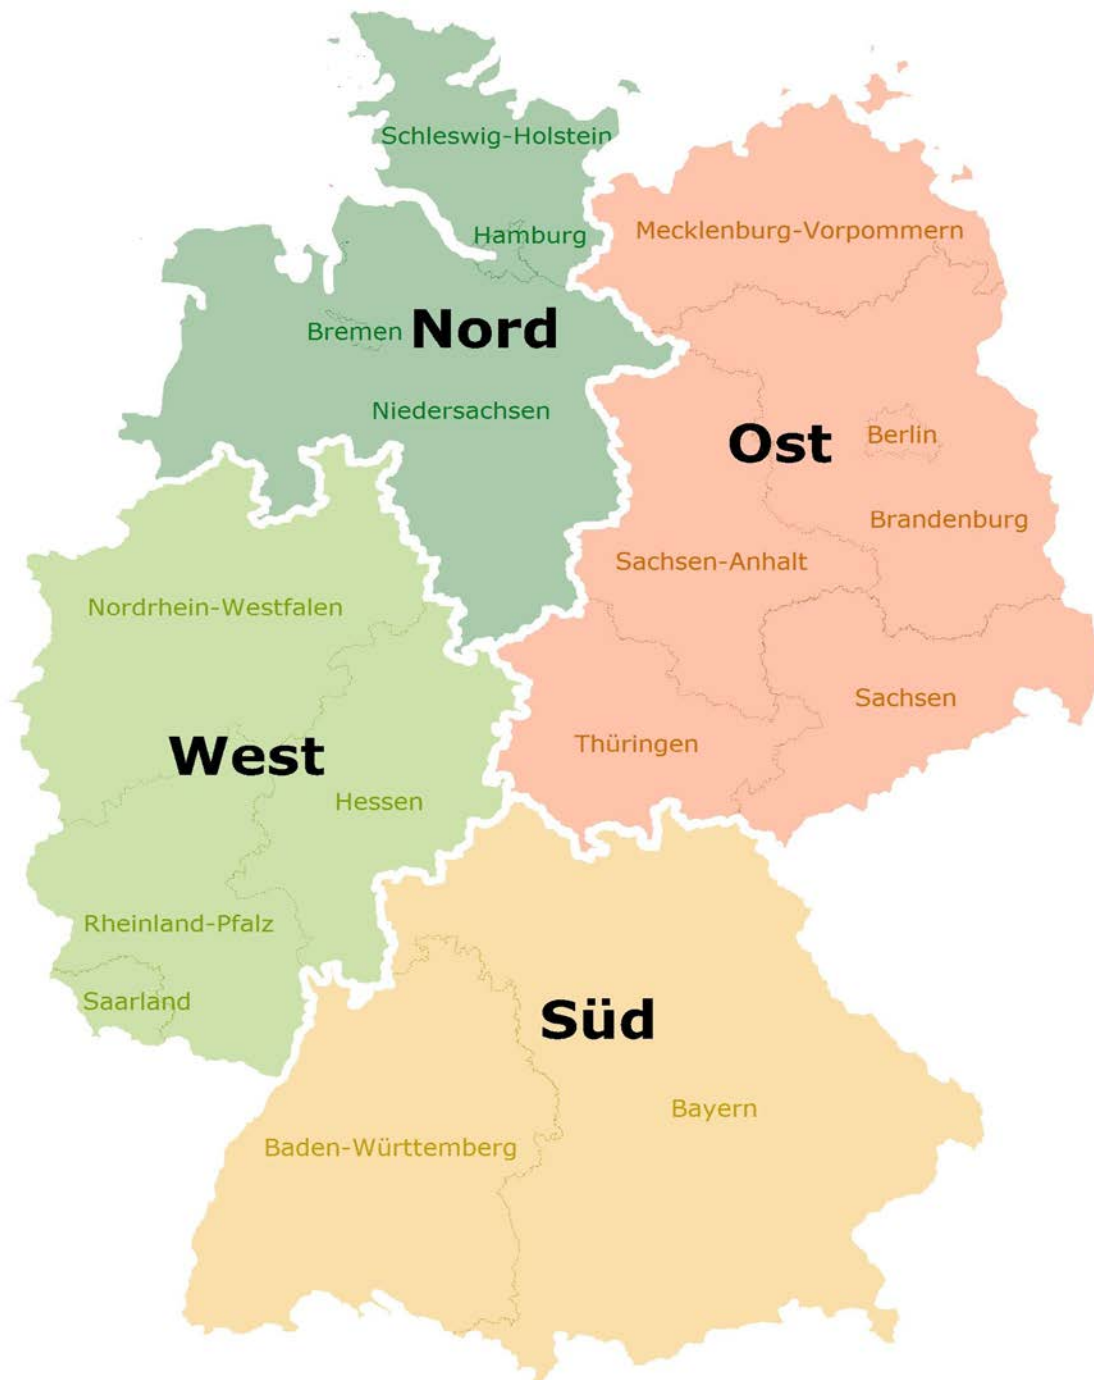 Schleswig-Holstein
Mecklenburg-Vorpommern
Hamburg
Bremen
Nord
Niedersachsen
Ost
Berlin
Brandenburg
Sachsen-Anhalt
Nordrhein-Westfalen
Sachsen
Thüringen
West
Hessen
Rheinland-Pfalz
Saarland
Süd
Bayern
Baden-Württemberg